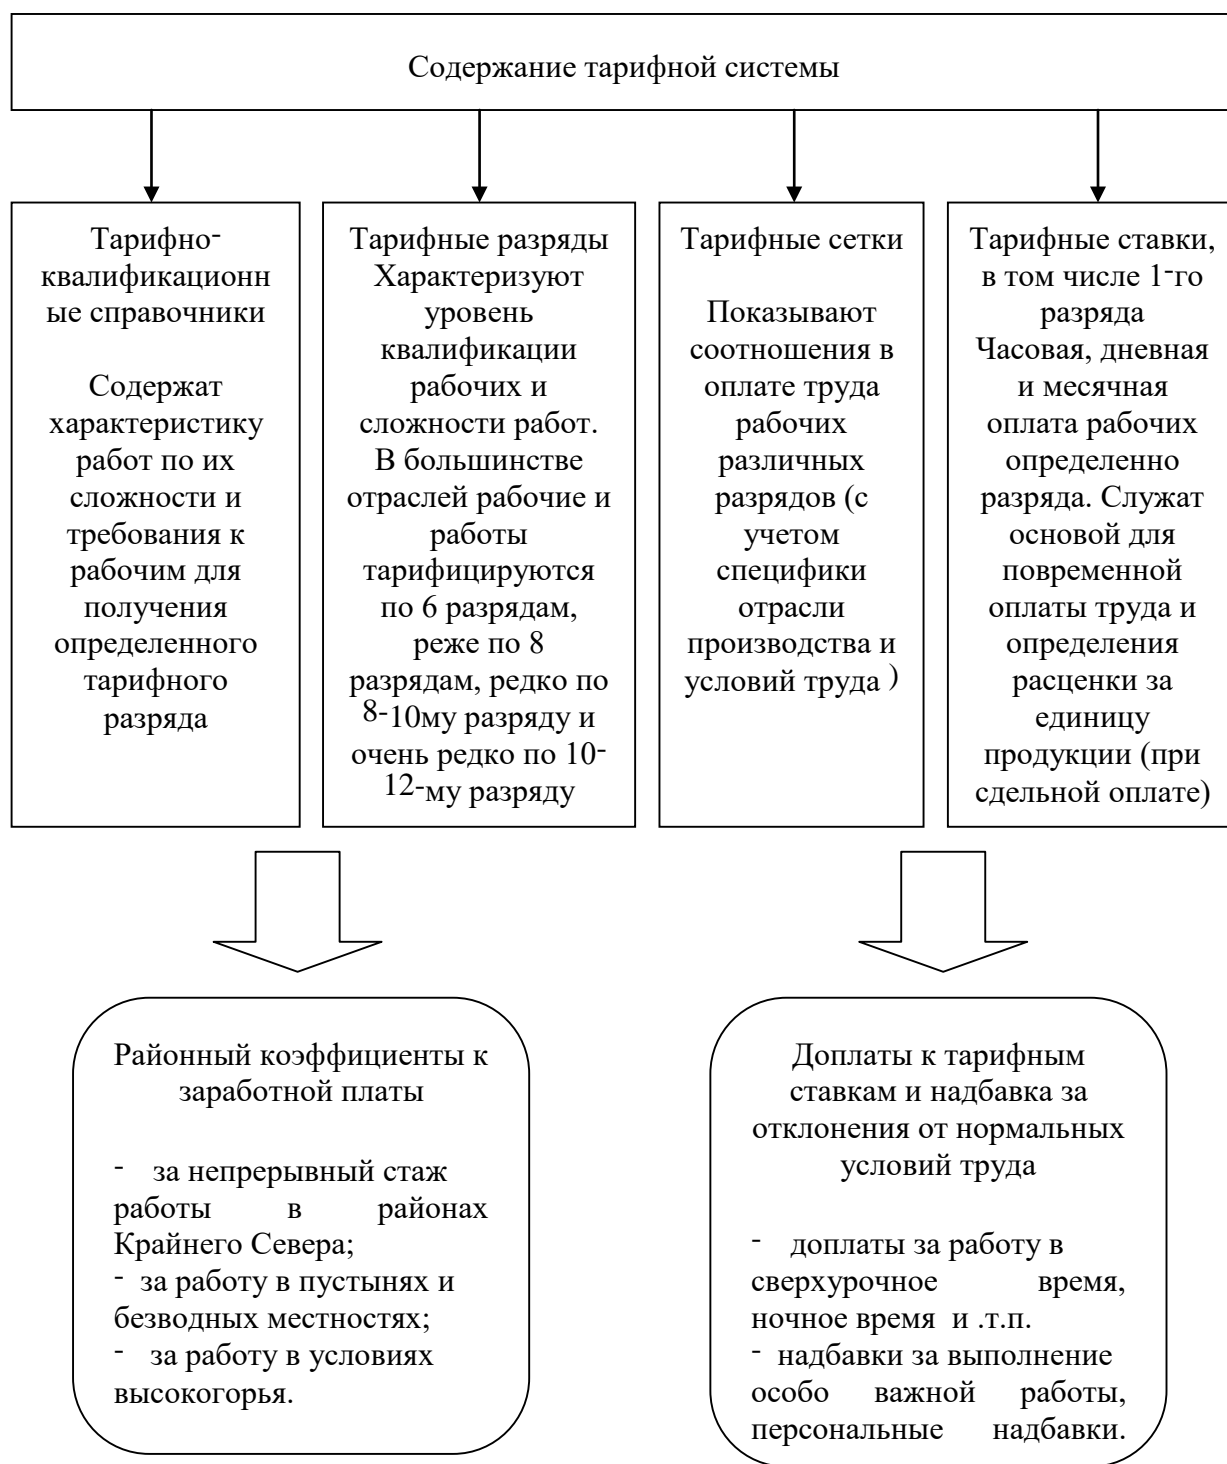 Содержание тарифной системы
Тарифно-
квалификационн
ые справочники
Содержат
характеристику
работ по их
сложности и
требования к
рабочим для
получения
определенного
тарифного
разряда
Тарифные разряды
Характеризуют
уровень
квалификации
рабочих и
сложности работ.
В большинстве
отраслей рабочие и
работы
тарифицируются
по 6 разрядам,
реже по 8
разрядам, редко по
8-10му разряду и
очень редко по 10-
12-му разряду
Тарифные сетки
Показывают
соотношения в
оплате труда
рабочих
различных
разрядов (с
учетом
специфики
отрасли
производства и
условий труда )
Тарифные ставки,
в том числе 1-го
разряда
Часовая, дневная
и месячная
оплата рабочих
определенно
разряда. Служат
основой для
повременной
оплаты труда и
определения
расценки за
единицу
продукции (при
сдельной оплате)
Районный коэффициенты к
заработной платы
- за непрерывный стаж
работы в районах
Крайнего Севера;
- за работу в пустынях и
безводных местностях;
- за работу в условиях
высокогорья.
Доплаты к тарифным
ставкам и надбавка за
отклонения от нормальных
условий труда
- доплаты за работу в
сверхурочное время,
ночное время и .т.п.
- надбавки за выполнение
особо важной работы,
персональные надбавки.